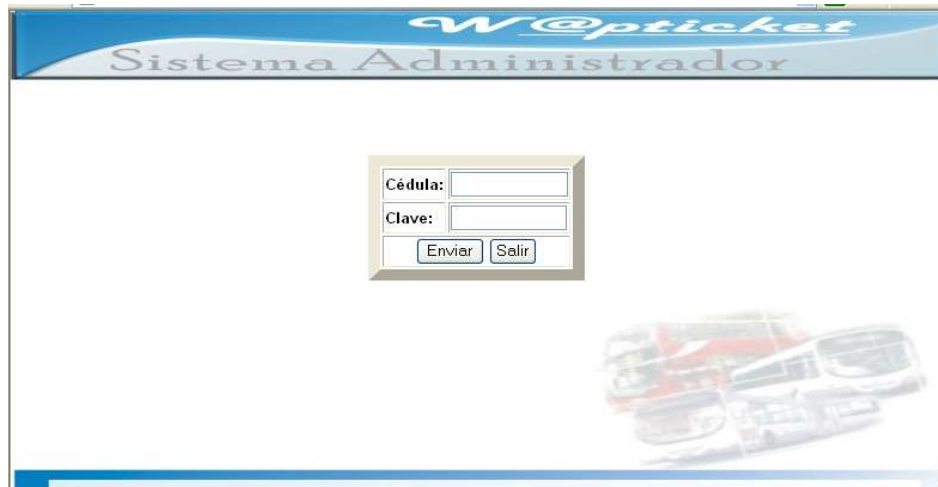 W@pticket
Sistema Administrador
Cédula:
Clave:
Enviar Salir